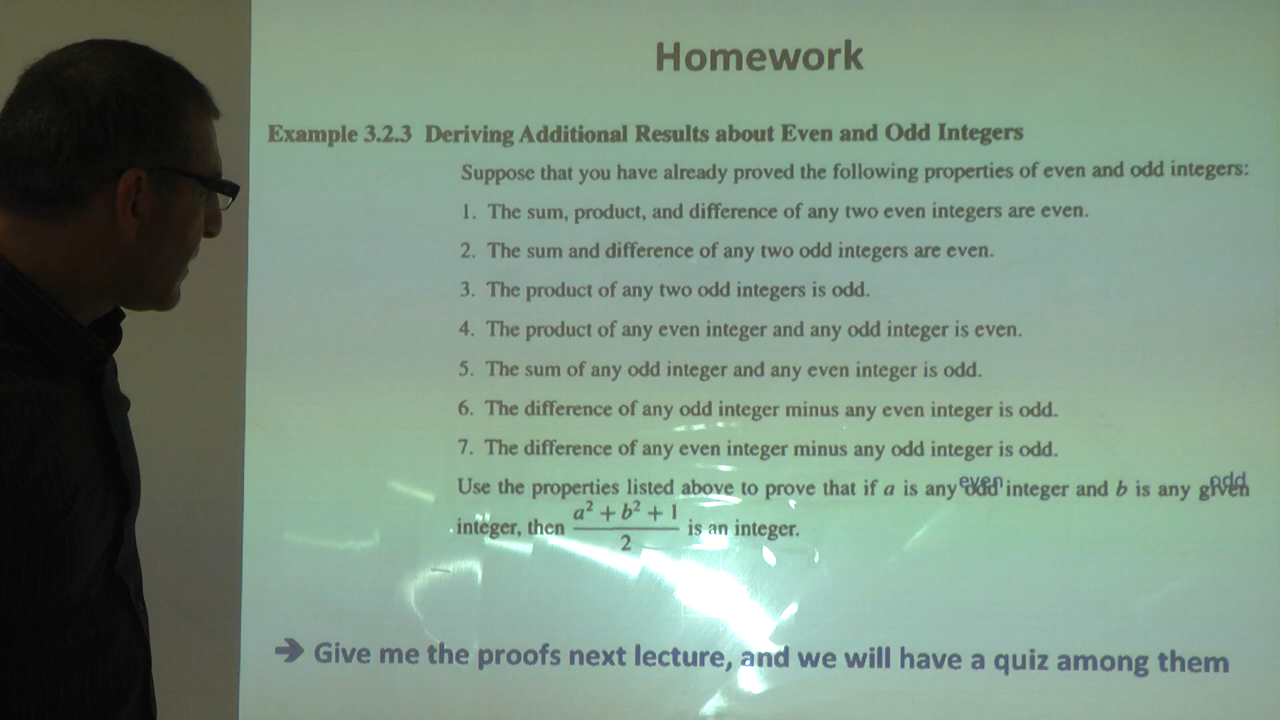 Homework
Example 3.2.3 Deriving Additional Results about Even and Odd Integers
Suppose that you have already proved the following properties of even and odd integers:
1. The sum, product, and difference of any two even integers are even.
2. The sum and difference of any two odd integers are even.
3. The product of any two odd integers is odd.
4. The product of any even integer and any odd integer is even.
5. The sum of any odd integer and any even integer is odd.
6. The difference of any odd integer minus any even integer is odd.
7. The difference of any even integer minus any odd integer is odd.
Use the properties listed above to prove that if a is any even integer and b is any odd
integer, then (a² + b² + 1)/2 is an integer.
➔ Give me the proofs next lecture, and we will have a quiz among them